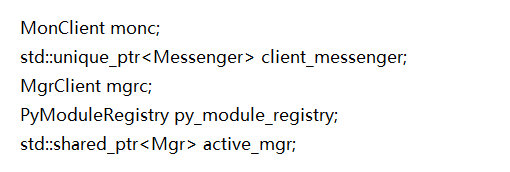 MonClient monc;
std::unique_ptr<Messenger> client_messenger;
MgrClient mgrc;
PyModuleRegistry py_module_registry;
std::shared_ptr<Mgr> active_mgr;